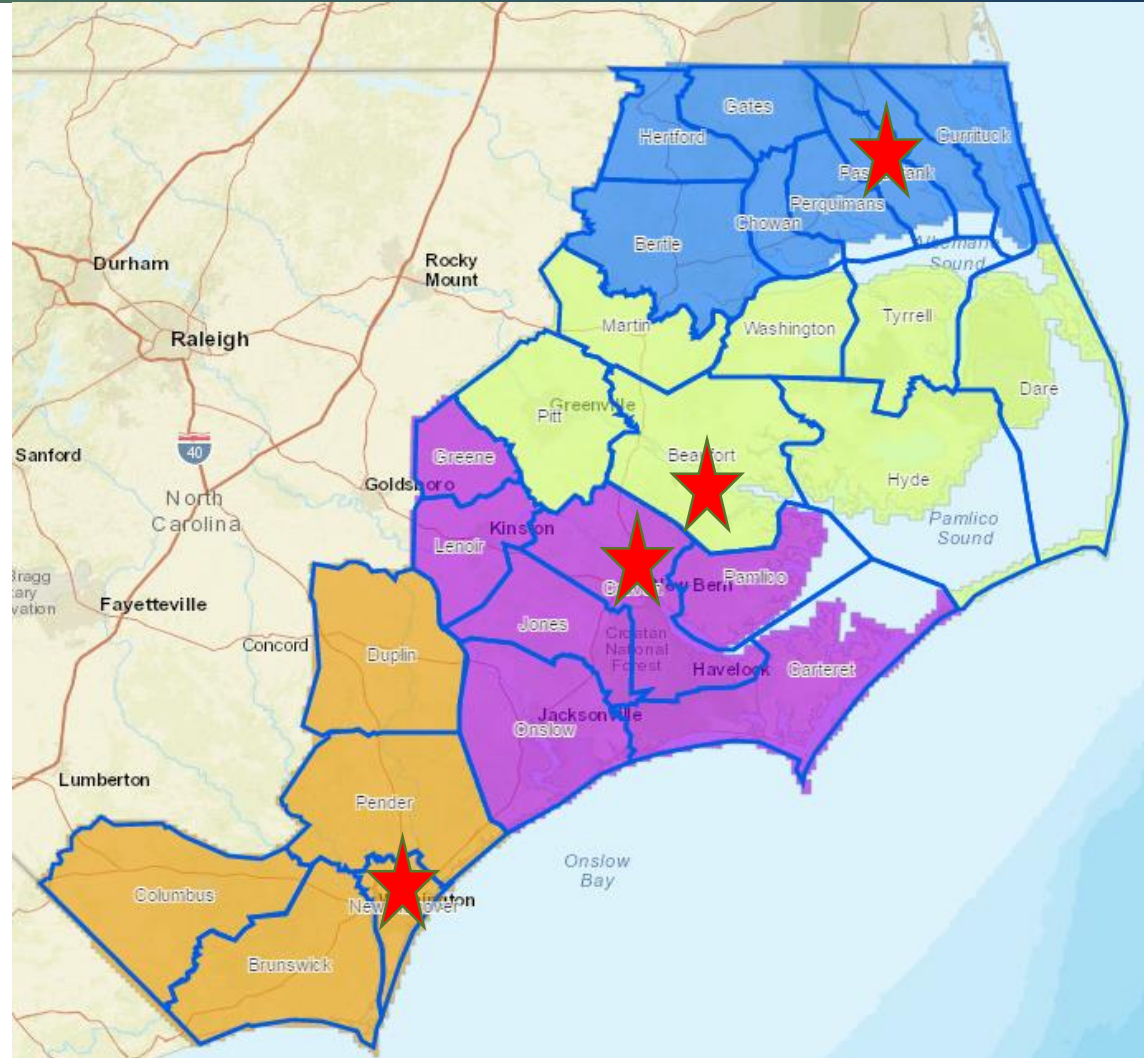 Gates
Hertford
Currituck
Perquimans
Chowan
Bertie
Sound
Durham
Rocky
Mount
Raleigh
Martin
Washington
Tyrrell
Dare
Greenville
Pitt
40
Sanford
Greene
Goldsboro
Hyde
North
Carolina
Pamlico
Sound
Kinston
Lenoir
Fayetteville
New Bern
Pamlico
Jones
Croatan
National
Forest
Concord
Duplin
Havelock
Carteret
Jacksonville
Onslow
Lumberton
Pender
Onslow
Bay
Columbus
Brunswick